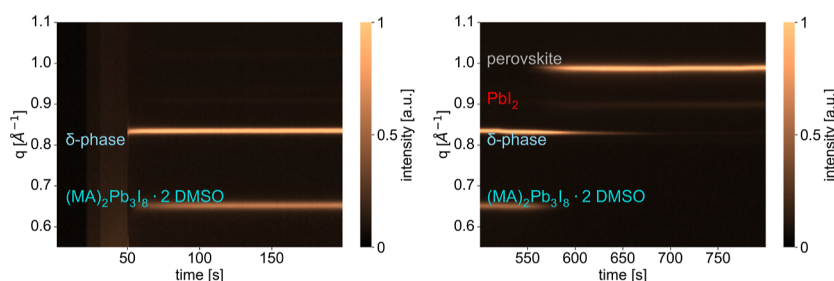 1.1
1.0
0.9
0.8
0.7
0.6
q [Å⁻¹]
δ-phase
(MA)₂Pb₃I₈ · 2 DMSO
50
100
150
time [s]
1
0.5
0
intensity [a.u.]
1.1
1.0
0.9
0.8
0.7
0.6
q [Å⁻¹]
perovskite
PbI₂
δ-phase
(MA)₂Pb₃I₈ · 2 DMSO
550
600
650
700
750
time [s]
1
0.5
0
intensity [a.u.]